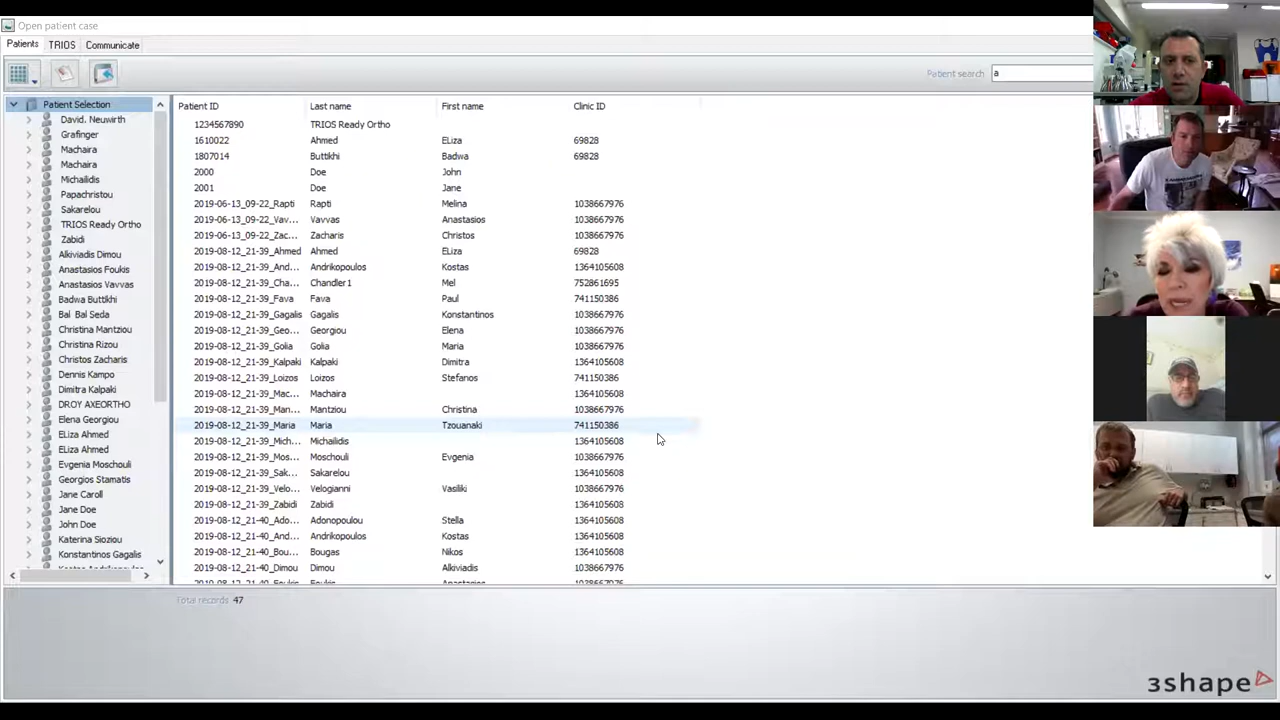 Open patient case
Patients TRIOS Communicate
Patient search a
Patient Selection
David, Neuwirth
Grafinger
Machaira
Machaira
Michailidis
Papachristou
Sakarelou
TRIOS Ready Ortho
Zabidi
Alkiviadis Dimou
Anastasios Foukis
Anastasios Vavvas
Badwa Buttikhi
Bal Bal Seda
Christina Mantziou
Christina Rizou
Christos Zacharis
Dennis Kampo
Dimitra Kalpaki
DROY AXEORTHO
Elena Georgiou
ELiza Ahmed
ELiza Ahmed
Evgenia Moschouli
Georgios Stamatis
Jane Caroll
Jane Doe
John Doe
Katerina Sioziou
Konstantinos Gagalis
Kostas Andrikopoulos
Patient ID Last name First name Clinic ID
1234567890 TRIOS Ready Ortho
1610022 Ahmed ELiza 69828
1807014 Buttikhi Badwa 69828
2000 Doe John
2001 Doe Jane
2019-06-13_09-22_Rapti Rapti Melina 1038667976
2019-06-13_09-22_Vav... Vavvas Anastasios 1038667976
2019-06-13_09-22_Zac... Zacharis Christos 1038667976
2019-08-12_21-39_Ahmed Ahmed ELiza 69828
2019-08-12_21-39_And... Andrikopoulos Kostas 1364105608
2019-08-12_21-39_Cha... Chandler1 Mel 752861695
2019-08-12_21-39_Fava Fava Paul 741150386
2019-08-12_21-39_Gagalis Gagalis Konstantinos 1038667976
2019-08-12_21-39_Geo... Georgiou Elena 1038667976
2019-08-12_21-39_Golia Golia Maria 1038667976
2019-08-12_21-39_Kalpaki Kalpaki Dimitra 1364105608
2019-08-12_21-39_Loizos Loizos Stefanos 741150386
2019-08-12_21-39_Mac... Machaira 1364105608
2019-08-12_21-39_Man... Mantziou Christina 1038667976
2019-08-12_21-39_Maria Maria Tzouanaki 741150386
2019-08-12_21-39_Mich... Michailidis 1364105608
2019-08-12_21-39_Mos... Moschouli Evgenia 1038667976
2019-08-12_21-39_Sak... Sakarelou 1364105608
2019-08-12_21-39_Velo... Velogianni Vasiliki 1038667976
2019-08-12_21-39_Zabidi Zabidi 1364105608
2019-08-12_21-40_Ado... Adonopoulou Stella 1364105608
2019-08-12_21-40_And... Andrikopoulos Kostas 1364105608
2019-08-12_21-40_Bou... Bougas Nikos 1364105608
2019-08-12_21-40_Dimou Dimou Alkiviadis 1038667976
2019-08-12_21-40_Foukis Foukis Anastasios 1038667976
Total records 47
3shape